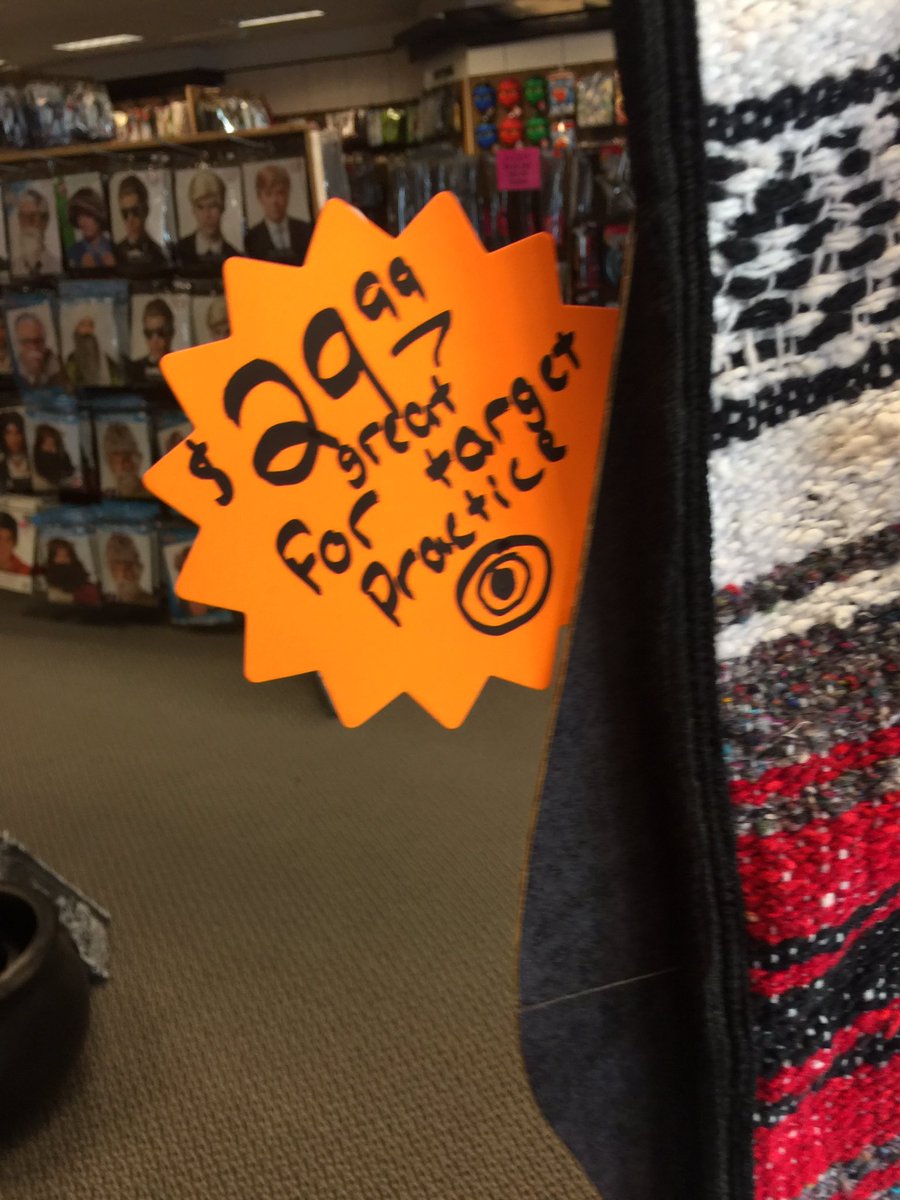 $29.99
great
for target
practice